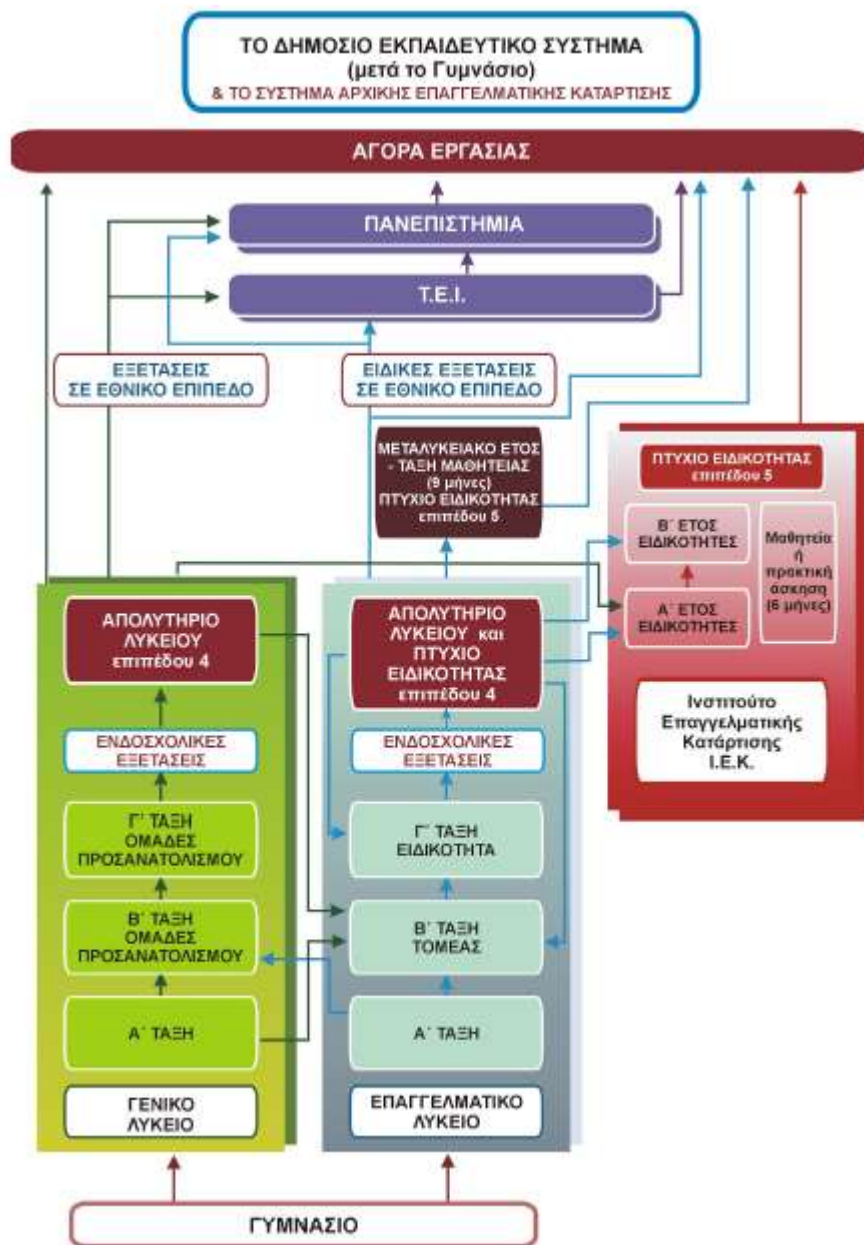 ΤΟ ΔΗΜΟΣΙΟ ΕΚΠΑΙΔΕΥΤΙΚΟ ΣΥΣΤΗΜΑ
(μετά το Γυμνάσιο)
& ΤΟ ΣΥΣΤΗΜΑ ΑΡΧΙΚΗΣ ΕΠΑΓΓΕΛΜΑΤΙΚΗΣ ΚΑΤΑΡΤΙΣΗΣ
ΑΓΟΡΑ ΕΡΓΑΣΙΑΣ
ΠΑΝΕΠΙΣΤΗΜΙΑ
Τ.Ε.Ι.
ΕΞΕΤΑΣΕΙΣ
ΣΕ ΕΘΝΙΚΟ ΕΠΙΠΕΔΟ
ΕΙΔΙΚΕΣ ΕΞΕΤΑΣΕΙΣ
ΣΕ ΕΘΝΙΚΟ ΕΠΙΠΕΔΟ
ΜΕΤΑΛΥΚΕΙΑΚΟ ΕΤΟΣ
- ΤΑΞΗ ΜΑΘΗΤΕΙΑΣ
(9 μήνες)
ΠΤΥΧΙΟ ΕΙΔΙΚΟΤΗΤΑΣ
επιπέδου 5
ΠΤΥΧΙΟ ΕΙΔΙΚΟΤΗΤΑΣ
επιπέδου 5
Β΄ ΕΤΟΣ
ΕΙΔΙΚΟΤΗΤΕΣ
Μαθητεία
ή
πρακτική
άσκηση
(6 μήνες)
Α΄ ΕΤΟΣ
ΕΙΔΙΚΟΤΗΤΕΣ
Ινστιτούτο
Επαγγελματικής
Κατάρτισης
Ι.Ε.Κ.
ΑΠΟΛΥΤΗΡΙΟ
ΛΥΚΕΙΟΥ
επιπέδου 4
ΕΝΔΟΣΧΟΛΙΚΕΣ
ΕΞΕΤΑΣΕΙΣ
Γ΄ ΤΑΞΗ
ΟΜΑΔΕΣ
ΠΡΟΣΑΝΑΤΟΛΙΣΜΟΥ
Β΄ ΤΑΞΗ
ΟΜΑΔΕΣ
ΠΡΟΣΑΝΑΤΟΛΙΣΜΟΥ
Α΄ ΤΑΞΗ
ΓΕΝΙΚΟ
ΛΥΚΕΙΟ
ΑΠΟΛΥΤΗΡΙΟ
ΛΥΚΕΙΟΥ και
ΠΤΥΧΙΟ
ΕΙΔΙΚΟΤΗΤΑΣ
επιπέδου 4
ΕΝΔΟΣΧΟΛΙΚΕΣ
ΕΞΕΤΑΣΕΙΣ
Γ΄ ΤΑΞΗ
ΕΙΔΙΚΟΤΗΤΑ
Β΄ ΤΑΞΗ
ΤΟΜΕΑΣ
Α΄ ΤΑΞΗ
ΕΠΑΓΓΕΛΜΑΤΙΚΟ
ΛΥΚΕΙΟ
ΓΥΜΝΑΣΙΟ